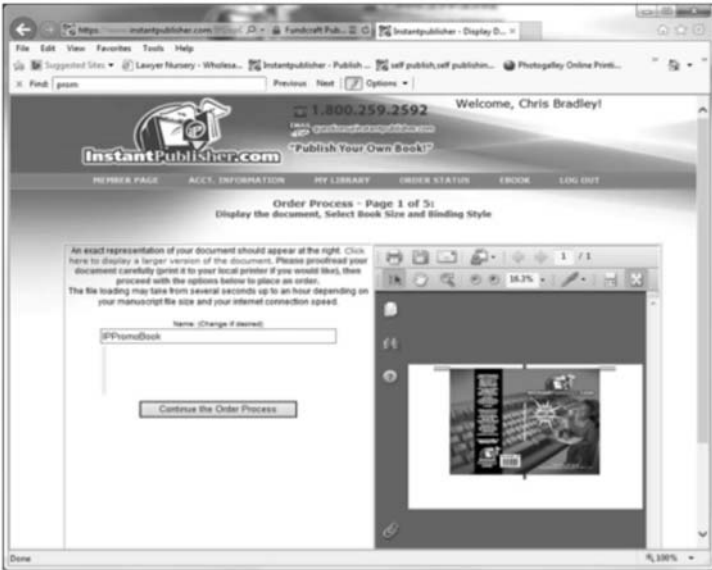 Fundcraft Pub...
Instantpublisher - Display D...
File Edit View Favorites Tools Help
Suggested Sites Lawyer Nursery - Wholesa... Instantpublisher - Publish ... self publish,self publishin... Photogalley Online Printi...
Find: prizm Previous Next Options
1.800.259.2592
Welcome, Chris Bradley!
EMAIL questions@instantpublisher.com
IP
InstantPublisher.com
"Publish Your Own Book!"
MEMBER PAGE ACCT. INFORMATION MY LIBRARY ORDER STATUS EBOOK LOG OUT
Order Process - Page 1 of 5:
Display the document, Select Book Size and Binding Style
An exact representation of your document should appear at the right. Click
here to display a larger version of the document. Please proofread your
document carefully (print it to your local printer if you would like), then
proceed with the options below to place an order.
The file loading may take from several seconds up to an hour depending on
your manuscript file size and your internet connection speed.
Name: (Change if desired)
IPPromoBook
Continue the Order Process
1 / 1
16.3%
Done
100%